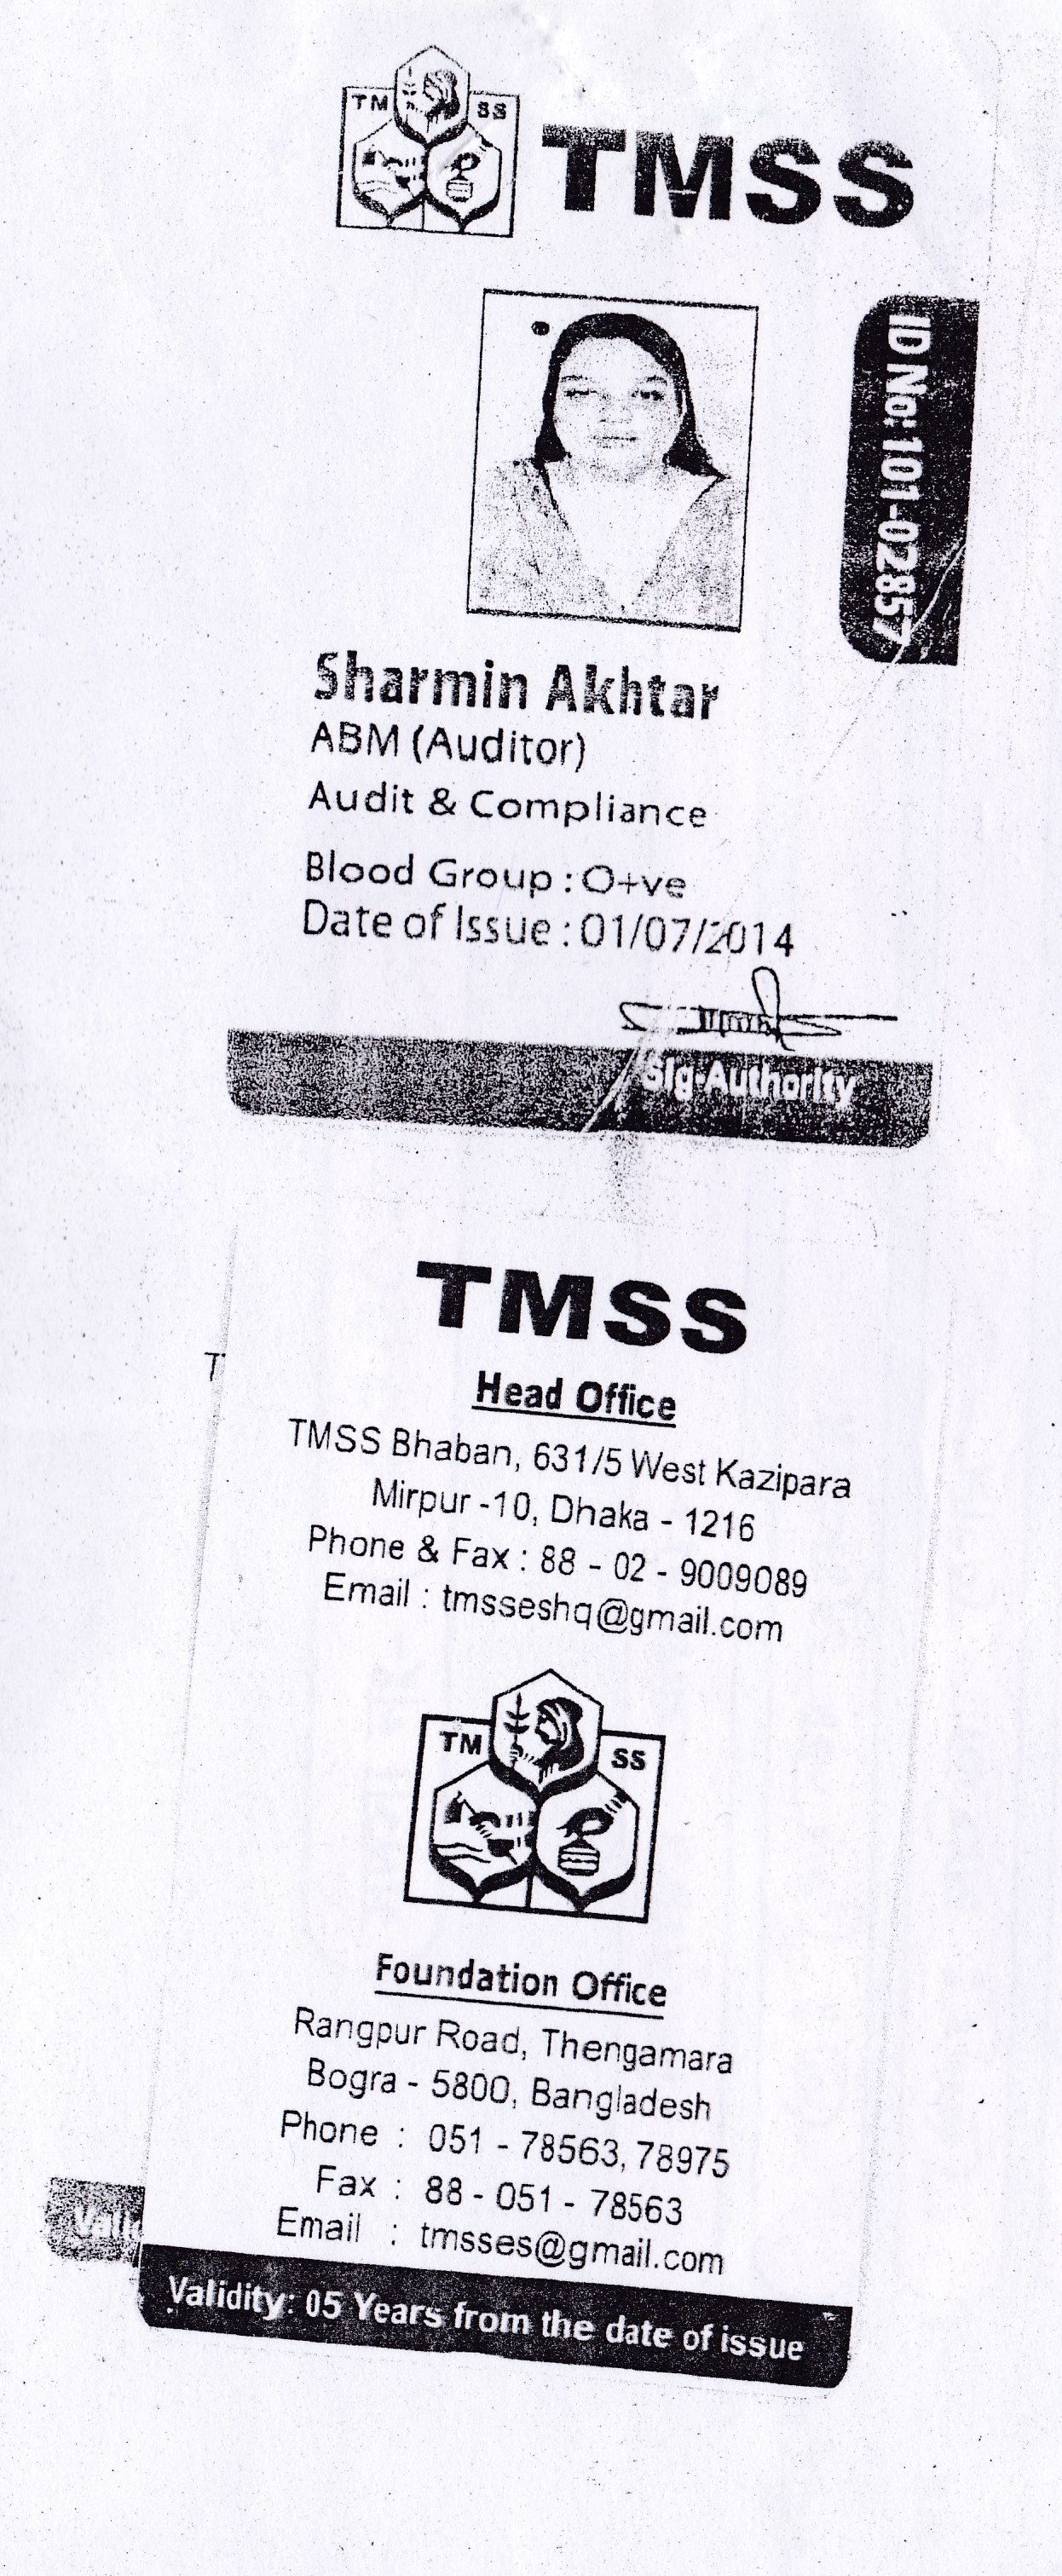 TM SS
TMSS
ID No: 101-02857
Sharmin Akhtar
ABM (Auditor)
Audit & Compliance
Blood Group : O+ve
Date of Issue : 01/07/2014
Sig-Authority
TMSS
T
Head Office
TMSS Bhaban, 631/5 West Kazipara
Mirpur -10, Dhaka - 1216
Phone & Fax : 88 - 02 - 9009089
Email : tmsseshq@gmail.com
TM SS
Foundation Office
Rangpur Road, Thengamara
Bogra - 5800, Bangladesh
Phone : 051 - 78563, 78975
Fax : 88 - 051 - 78563
Email : tmsses@gmail.com
Vali
Validity: 05 Years from the date of issue